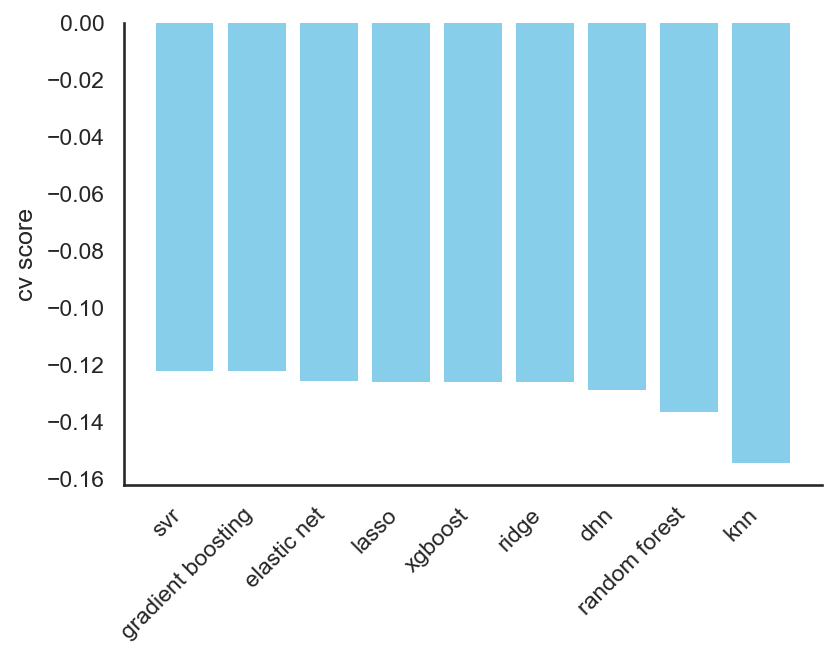 0.00
−0.02
−0.04
−0.06
−0.08
−0.10
−0.12
−0.14
−0.16
cv score
svr
gradient boosting
elastic net
lasso
xgboost
ridge
dnn
random forest
knn